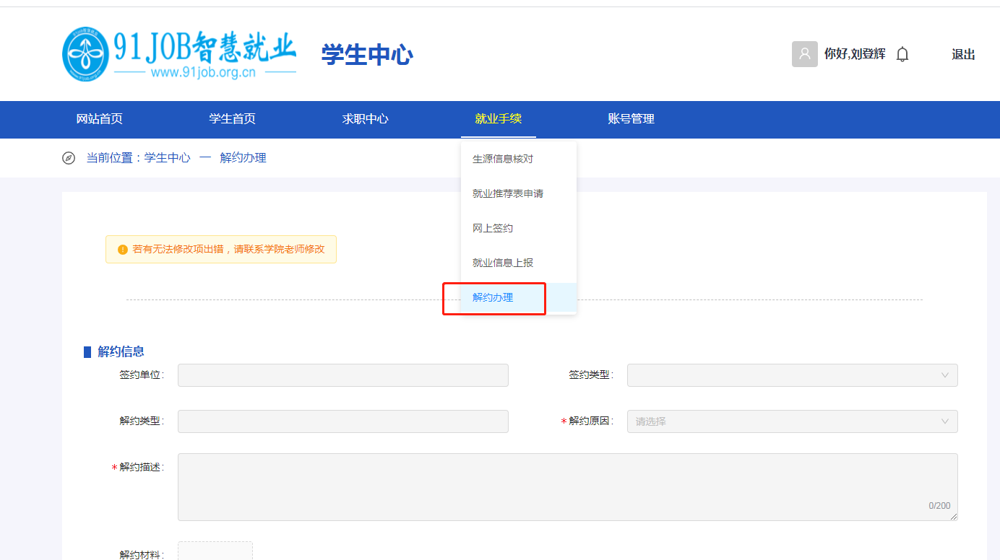 91JOB智慧就业
www.91job.org.cn
学生中心
你好,刘登辉
退出
网站首页
学生首页
求职中心
就业手续
账号管理
当前位置：学生中心 一 解约办理
生源信息核对
就业推荐表申请
网上签约
就业信息上报
解约办理
若有无法修改项出错，请联系学院老师修改
解约信息
签约单位:
签约类型:
解约类型:
*解约原因:
请选择
*解约描述:
0/200
解约材料: